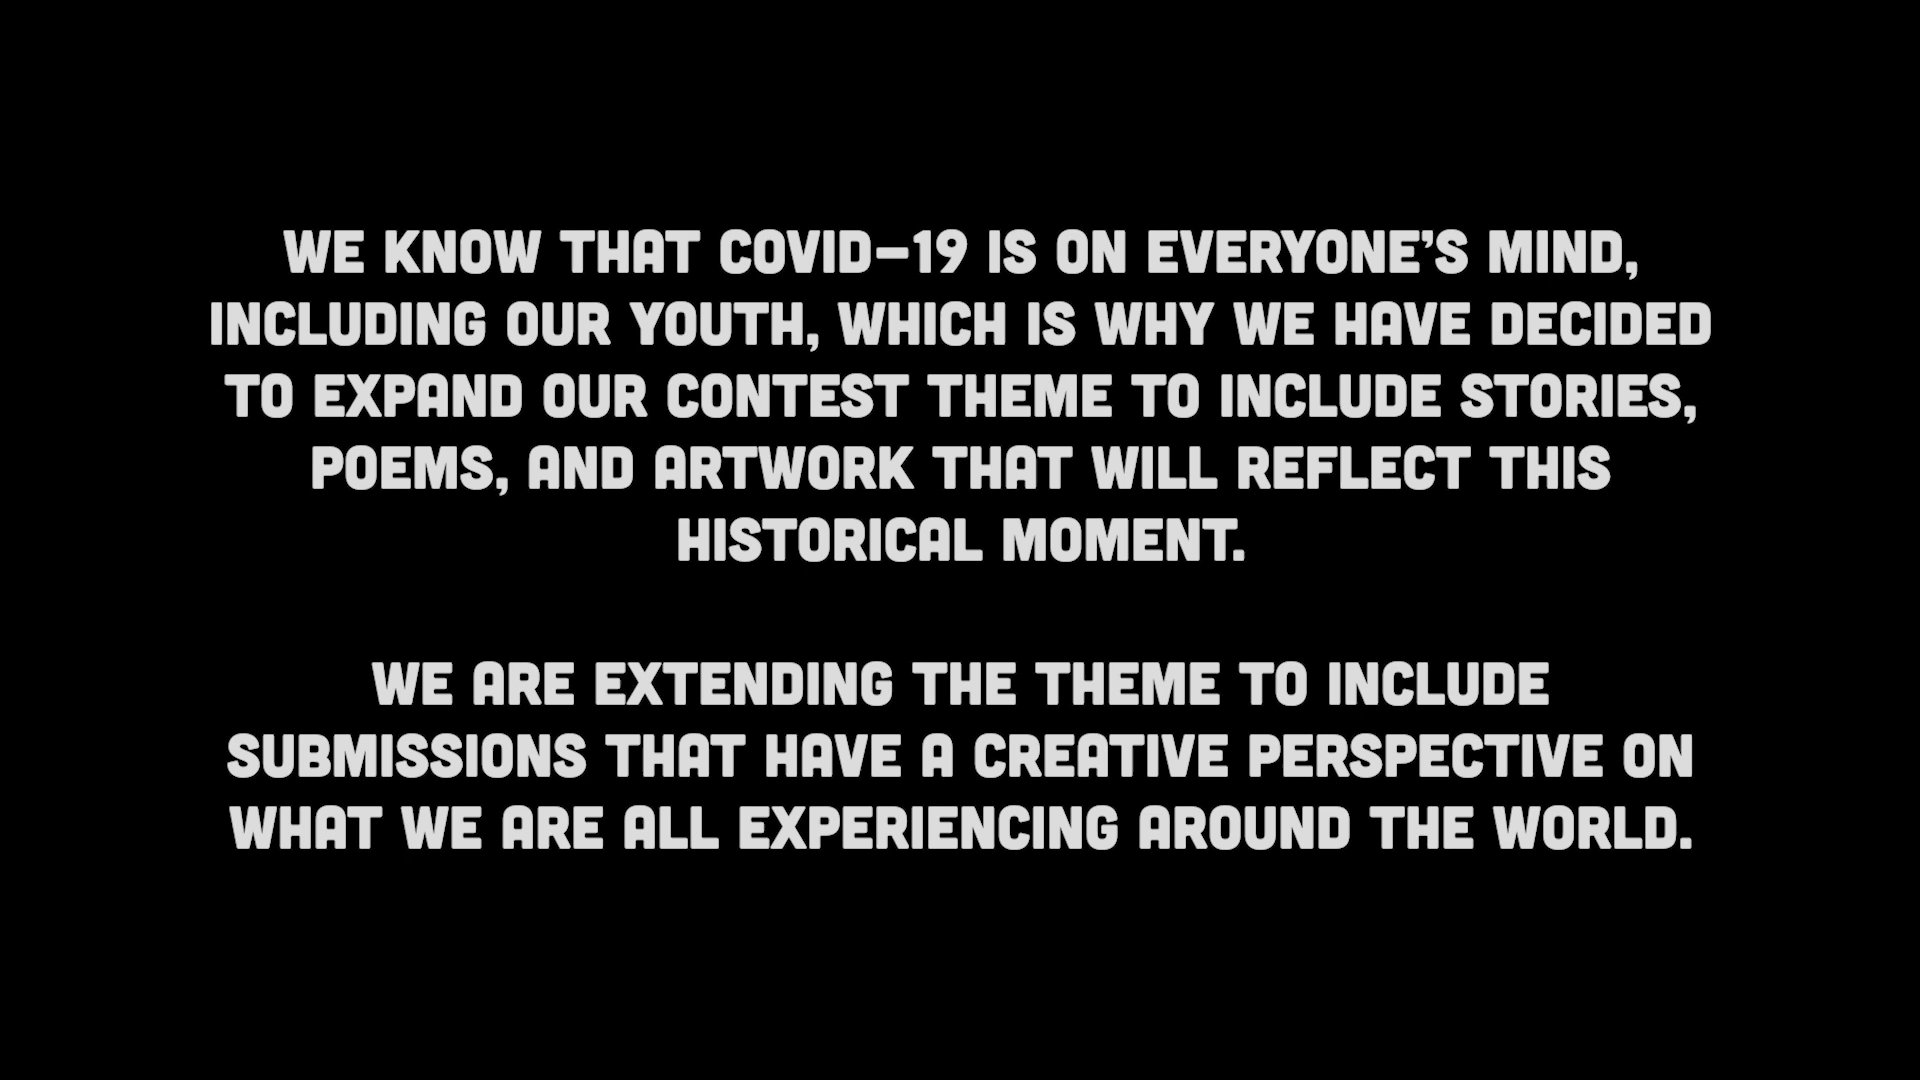 WE KNOW THAT COVID–19 IS ON EVERYONE’S MIND,
INCLUDING OUR YOUTH, WHICH IS WHY WE HAVE DECIDED
TO EXPAND OUR CONTEST THEME TO INCLUDE STORIES,
POEMS, AND ARTWORK THAT WILL REFLECT THIS
HISTORICAL MOMENT.
WE ARE EXTENDING THE THEME TO INCLUDE
SUBMISSIONS THAT HAVE A CREATIVE PERSPECTIVE ON
WHAT WE ARE ALL EXPERIENCING AROUND THE WORLD.